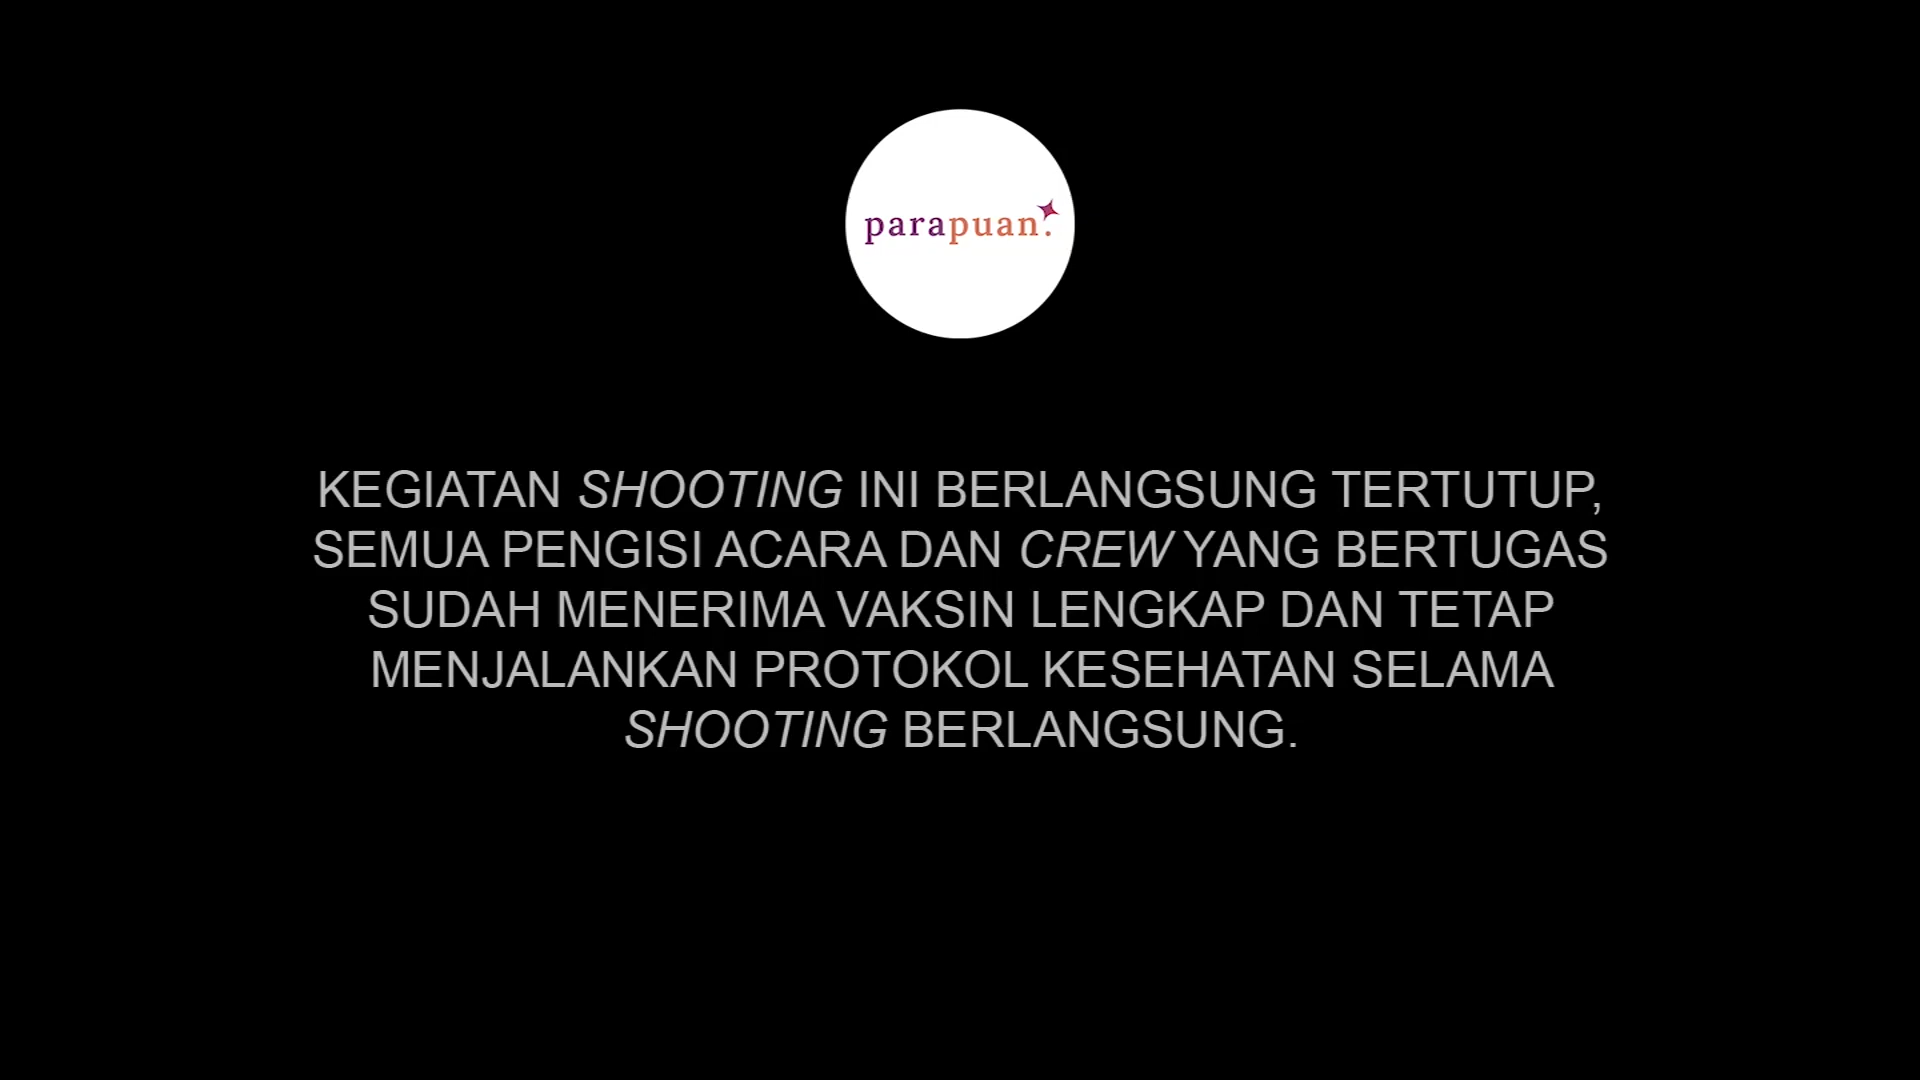 parapuan.
KEGIATAN SHOOTING INI BERLANGSUNG TERTUTUP,
SEMUA PENGISI ACARA DAN CREW YANG BERTUGAS
SUDAH MENERIMA VAKSIN LENGKAP DAN TETAP
MENJALANKAN PROTOKOL KESEHATAN SELAMA
SHOOTING BERLANGSUNG.